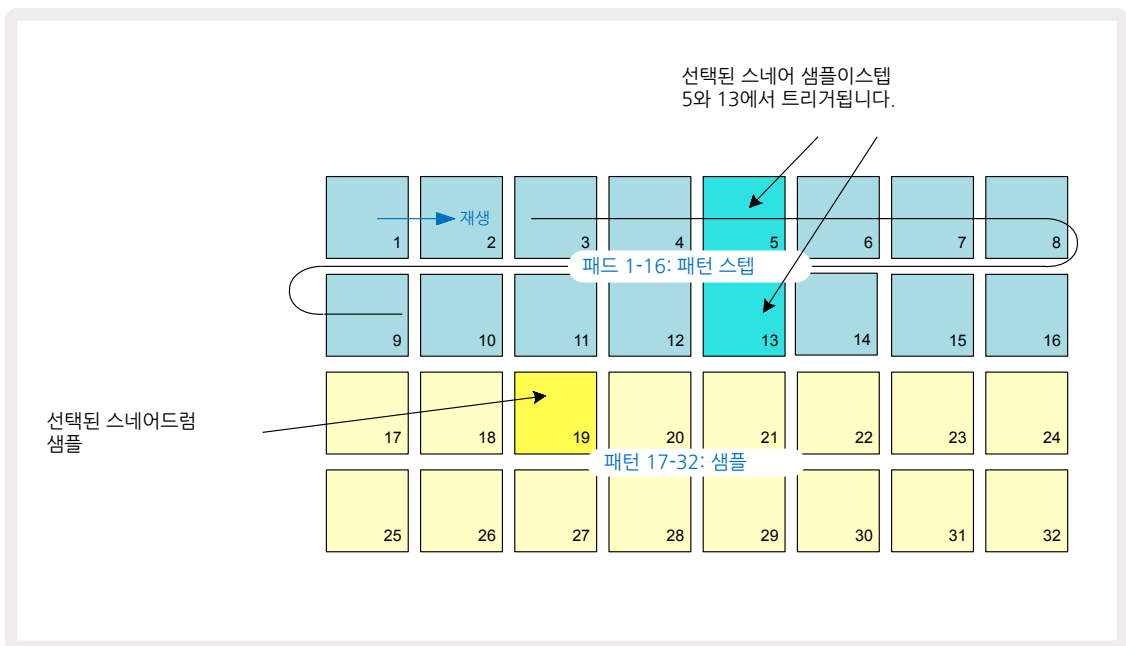 선택된 스네어 샘플이스텝
5와 13에서 트리거됩니다.
재생
1 2 3 4 5 6 7 8
패드 1-16: 패턴 스텝
9 10 11 12 13 14 15 16
선택된 스네어드럼
샘플
17 18 19 20 21 22 23 24
패턴 17-32: 샘플
25 26 27 28 29 30 31 32